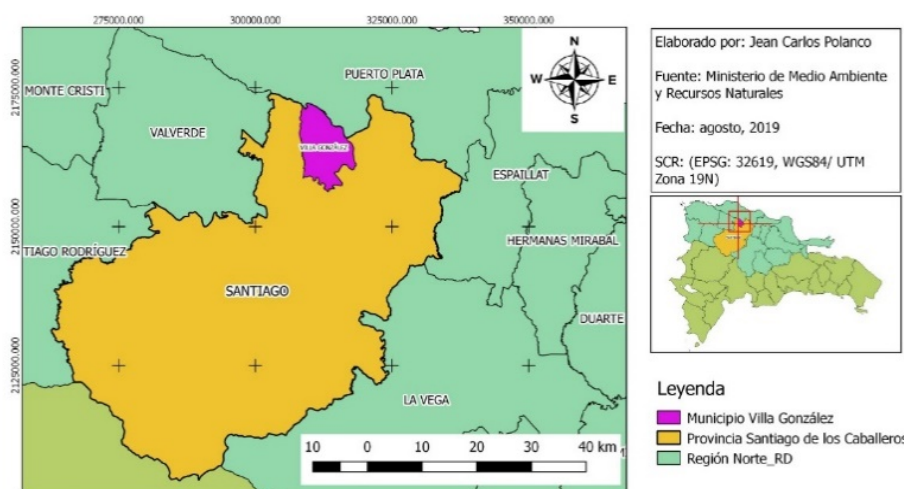 275000.000
300000.000
325000.000
350000.000
2175000.000
2150000.000
2125000.000
MONTE CRISTI
PUERTO PLATA
VALVERDE
VILLA GONZÁLEZ
ESPAILLAT
TIAGO RODRÍGUEZ
HERMANAS MIRABAL
SANTIAGO
DUARTE
LA VEGA
N
W
E
S
10 0 10 20 30 40 km
Elaborado por: Jean Carlos Polanco
Fuente: Ministerio de Medio Ambiente
y Recursos Naturales
Fecha: agosto, 2019
SCR: (EPSG: 32619, WGS84/ UTM
Zona 19N)
Leyenda
Municipio Villa González
Provincia Santiago de los Caballeros
Región Norte_RD